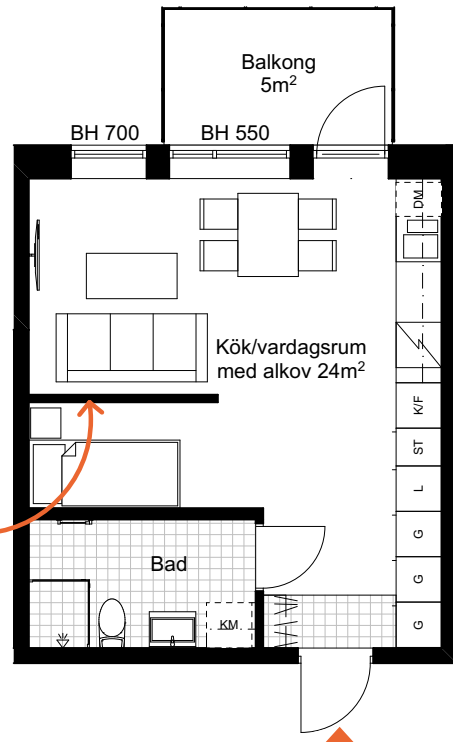 Balkong
5m²
BH 700
BH 550
DM
Kök/vardagsrum
med alkov 24m²
K/F
ST
L
G
G
G
Bad
KM